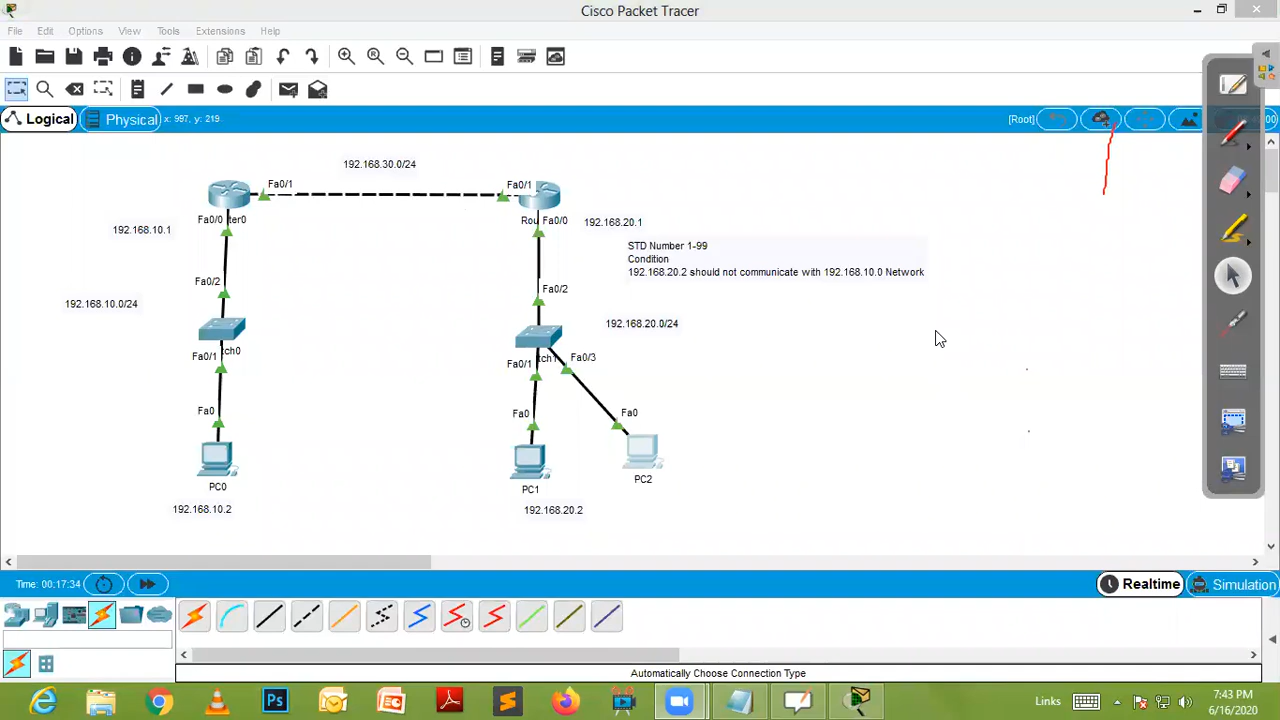 Cisco Packet Tracer
File Edit Options View Tools Extensions Help
Logical Physical x: 997, y: 219 [Root]
192.168.30.0/24
Fa0/1 Fa0/1
Fa0/0 ter0 Rou Fa0/0 192.168.20.1
192.168.10.1
STD Number 1-99
Condition
192.168.20.2 should not communicate with 192.168.10.0 Network
Fa0/2 Fa0/2
192.168.10.0/24
192.168.20.0/24
tch0
Fa0/1 Fa0/1 tch1 Fa0/3
Fa0 Fa0 Fa0
PC0 PC1 PC2
192.168.10.2 192.168.20.2
Time: 00:17:34 Realtime Simulation
Automatically Choose Connection Type
Ps
Links 7:43 PM
6/16/2020